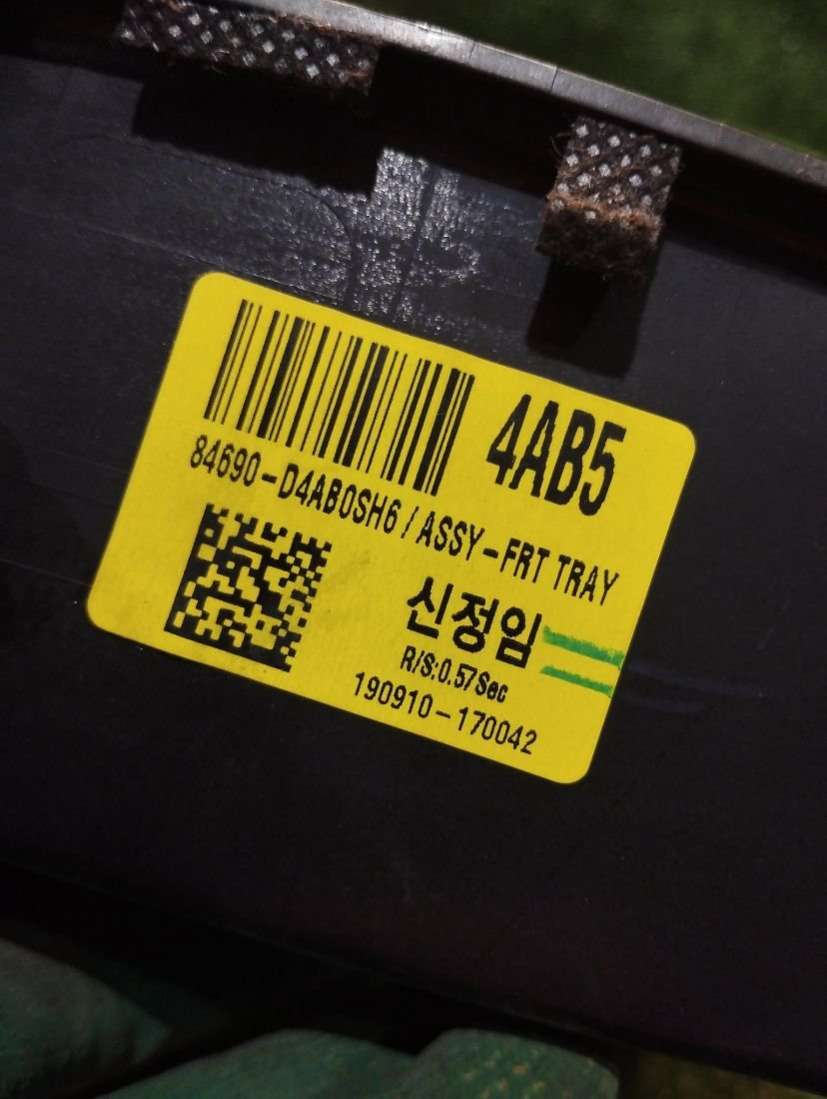 4AB5
84690-D4AB0SH6 / ASSY-FRT TRAY
신정임
R/S:0.57Sec
190910-170042